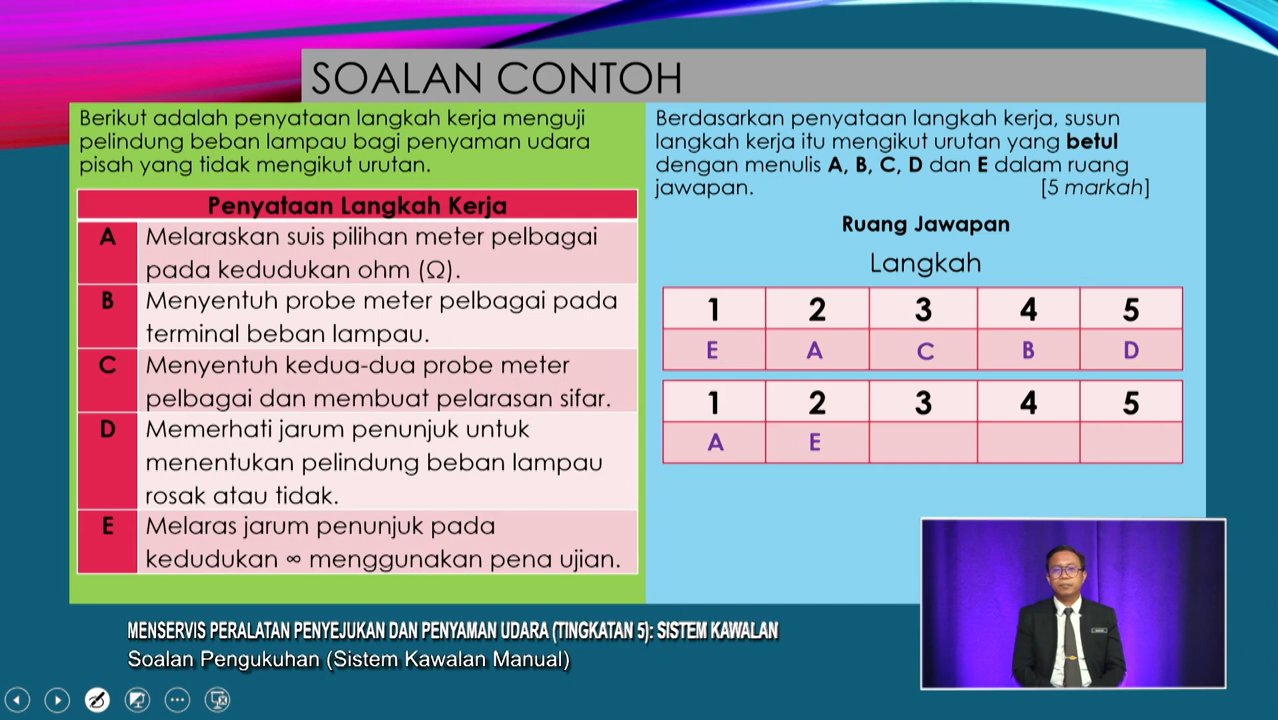 SOALAN CONTOH
Berikut adalah penyataan langkah kerja menguji
pelindung beban lampau bagi penyaman udara
pisah yang tidak mengikut urutan.
Penyataan Langkah Kerja
A Melaraskan suis pilihan meter pelbagai
pada kedudukan ohm (Ω).
B Menyentuh probe meter pelbagai pada
terminal beban lampau.
C Menyentuh kedua-dua probe meter
pelbagai dan membuat pelarasan sifar.
D Memerhati jarum penunjuk untuk
menentukan pelindung beban lampau
rosak atau tidak.
E Melaras jarum penunjuk pada
kedudukan ∞ menggunakan pena ujian.
Berdasarkan penyataan langkah kerja, susun
langkah kerja itu mengikut urutan yang betul
dengan menulis A, B, C, D dan E dalam ruang
jawapan. [5 markah]
Ruang Jawapan
Langkah
1 2 3 4 5
E A C B D
1 2 3 4 5
A E
MENSERVIS PERALATAN PENYEJUKAN DAN PENYAMAN UDARA (TINGKATAN 5): SISTEM KAWALAN
Soalan Pengukuhan (Sistem Kawalan Manual)